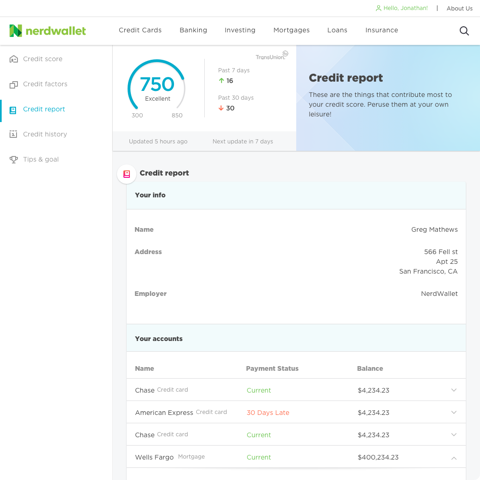 Hello, Jonathan! | About Us
nerdwallet
Credit Cards Banking Investing Mortgages Loans Insurance
Credit score
Credit factors
Credit report
Credit history
Tips & goal
TransUnion
750
Excellent
300 850
Past 7 days
16
Past 30 days
30
Updated 5 hours ago Next update in 7 days
Credit report
These are the things that contribute most to
your credit score. Peruse them at your own
leisure!
Credit report
Your info
Name Greg Mathews
Address 566 Fell st
Apt 25
San Francisco, CA
Employer NerdWallet
Your accounts
Name Payment Status Balance
Chase Credit card Current $4,234.23
American Express Credit card 30 Days Late $4,234.23
Chase Credit card Current $4,234.23
Wells Fargo Mortgage Current $400,234.23